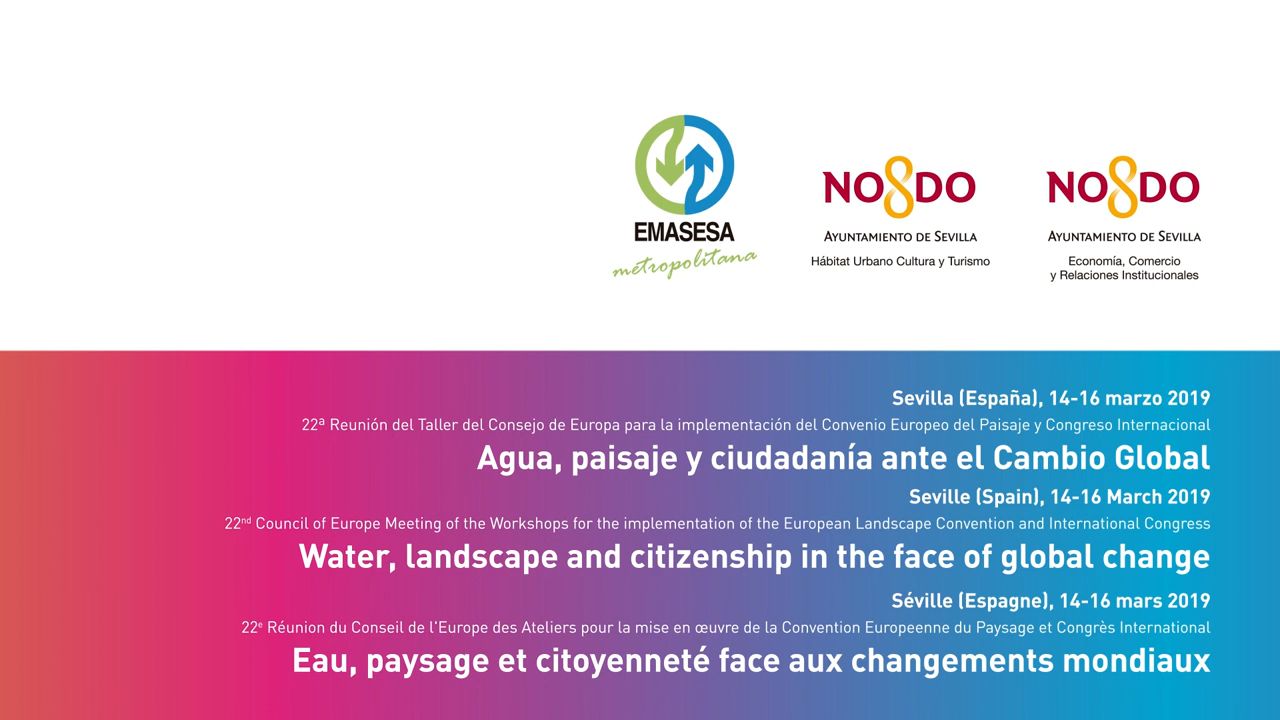 EMASESA
metropolitana
NO8DO
AYUNTAMIENTO DE SEVILLA
Hábitat Urbano Cultura y Turismo
NO8DO
AYUNTAMIENTO DE SEVILLA
Economía, Comercio
y Relaciones Institucionales
Sevilla (España), 14-16 marzo 2019
22ª Reunión del Taller del Consejo de Europa para la implementación del Convenio Europeo del Paisaje y Congreso Internacional
Agua, paisaje y ciudadanía ante el Cambio Global
Seville (Spain), 14-16 March 2019
22nd Council of Europe Meeting of the Workshops for the implementation of the European Landscape Convention and International Congress
Water, landscape and citizenship in the face of global change
Séville (Espagne), 14-16 mars 2019
22e Réunion du Conseil de l'Europe des Ateliers pour la mise en œuvre de la Convention Europeenne du Paysage et Congrès International
Eau, paysage et citoyenneté face aux changements mondiaux